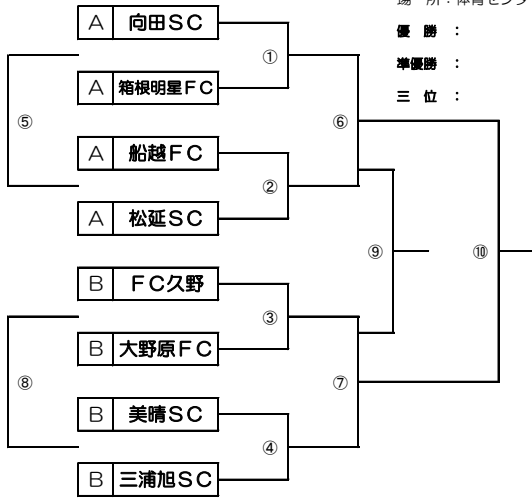 場 所：体育センタ
優 勝 ：
準優勝 ：
三 位 ：
A 向田SC
①
A 箱根明星FC
⑤
⑥
A 船越FC
②
A 松延SC
⑨
⑩
B FC久野
③
B 大野原FC
⑧
⑦
B 美晴SC
④
B 三浦旭SC